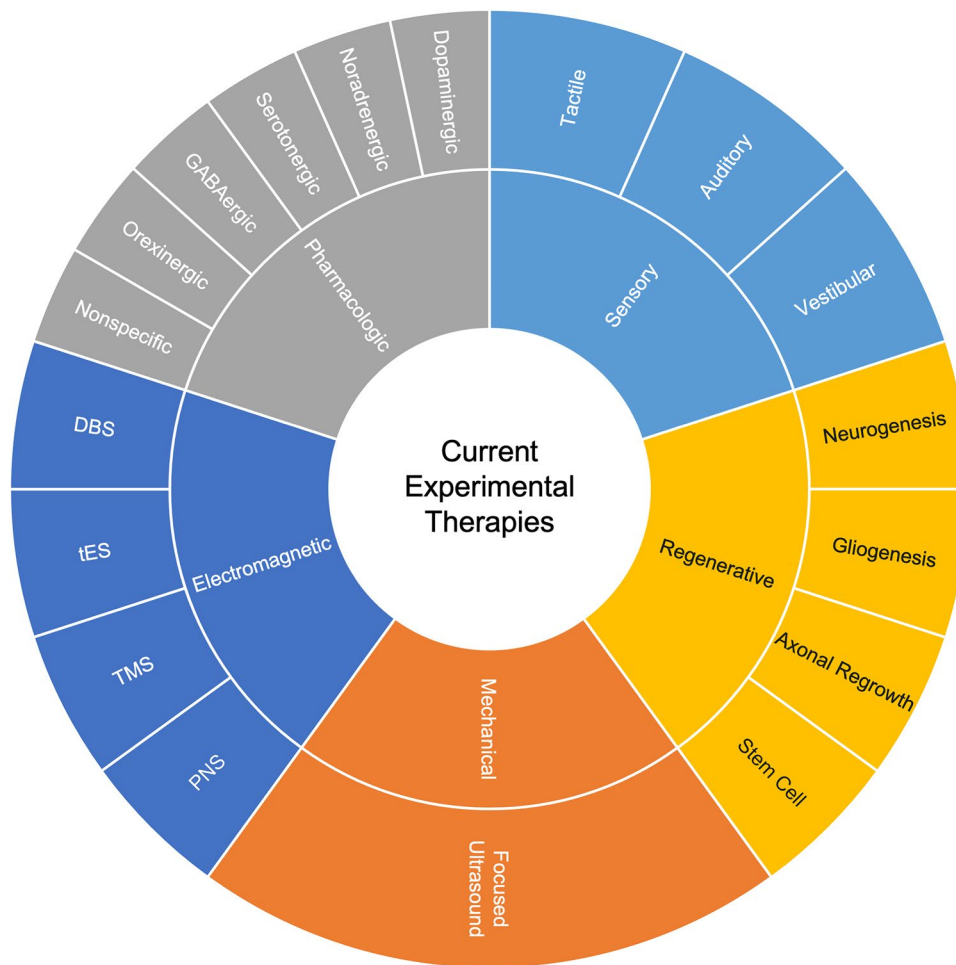 Current
Experimental
Therapies
Sensory
Tactile
Auditory
Vestibular
Regenerative
Neurogenesis
Gliogenesis
Axonal Regrowth
Stem Cell
Mechanical
Focused
Ultrasound
Electromagnetic
PNS
TMS
tES
DBS
Pharmacologic
Nonspecific
Orexinergic
GABAergic
Serotonergic
Noradrenergic
Dopaminergic